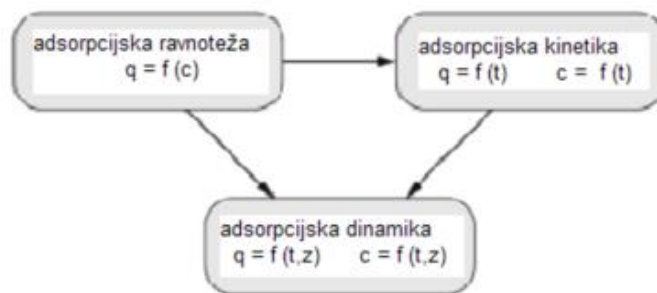 adsorpcijska ravnoteža
q = f (c)
adsorpcijska kinetika
q = f (t) c = f (t)
adsorpcijska dinamika
q = f (t,z) c = f (t,z)